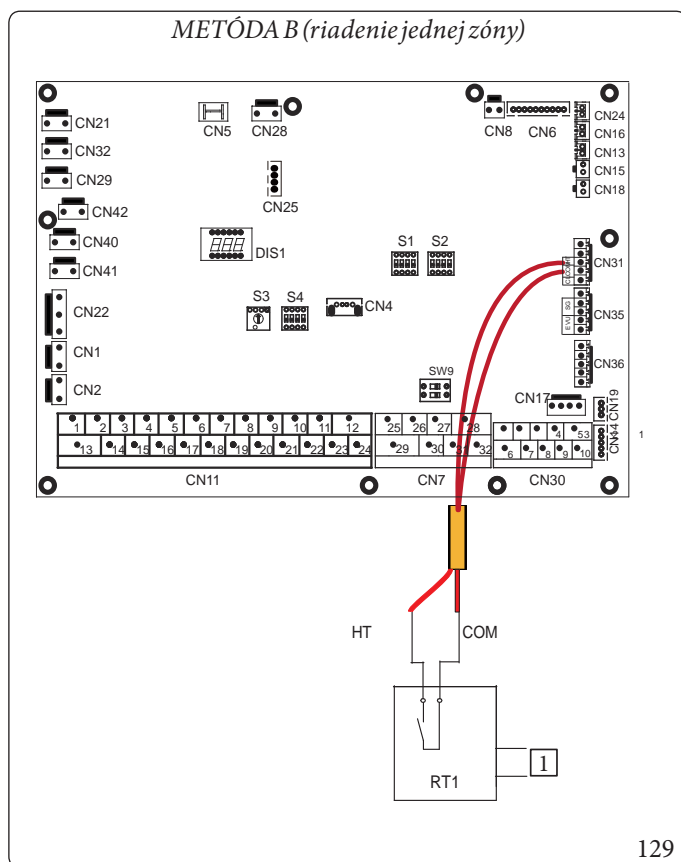 METÓDA B (riadenie jednej zóny)
CN21
CN5
CN28
CN8
CN6
CN24
CN32
CN16
CN13
CN29
CN15
CN25
CN18
CN42
CN40
DIS1
S1
S2
CN41
CN31
CN22
S3
S4
CN4
SG
EVU
CN35
CN1
CN36
CN2
SW9
CN17
CN19
1 2 3 4 5 6 7 8 9 10 11 12
25 26 27 28
4 53
CN14
1
13 14 15 16 17 18 19 20 21 22 23 24
29 30 31 32
6 7 8 9 10
CN11
CN7
CN30
HT
COM
RT1
1
129